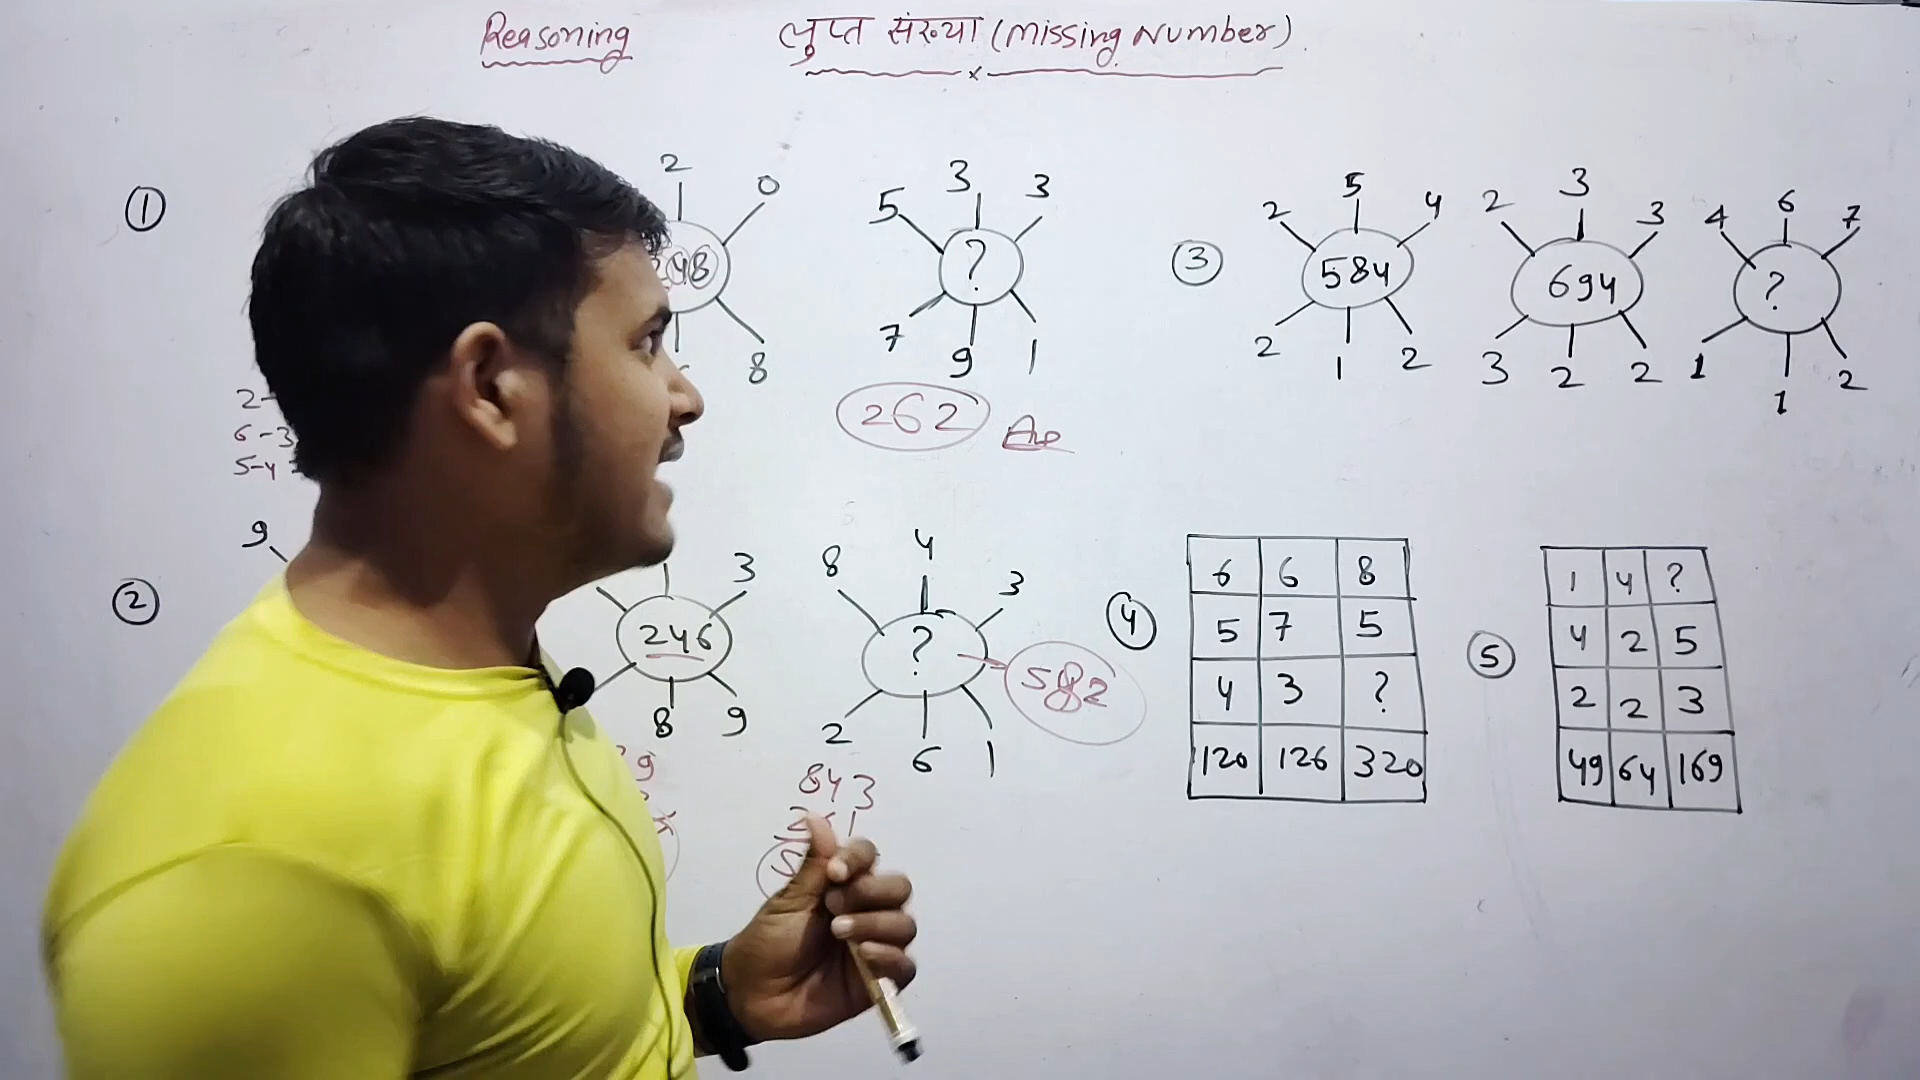 Reasoning लुप्त संख्या (Missing Number)
①
2 0
248
8
5 3 3
?
7 9 1
262 Ans
2-
6-3
5-4
③
2 5 4
584
2 1 2
2 3 3
694
3 2 2
4 6 7
?
1 1 2
②
9
3
246
8 9
9
8 4 3
?
2 6 1
582
843
④
6 6 8
5 7 5
4 3 ?
120 126 320
⑤
1 4 ?
4 2 5
2 2 3
49 64 169